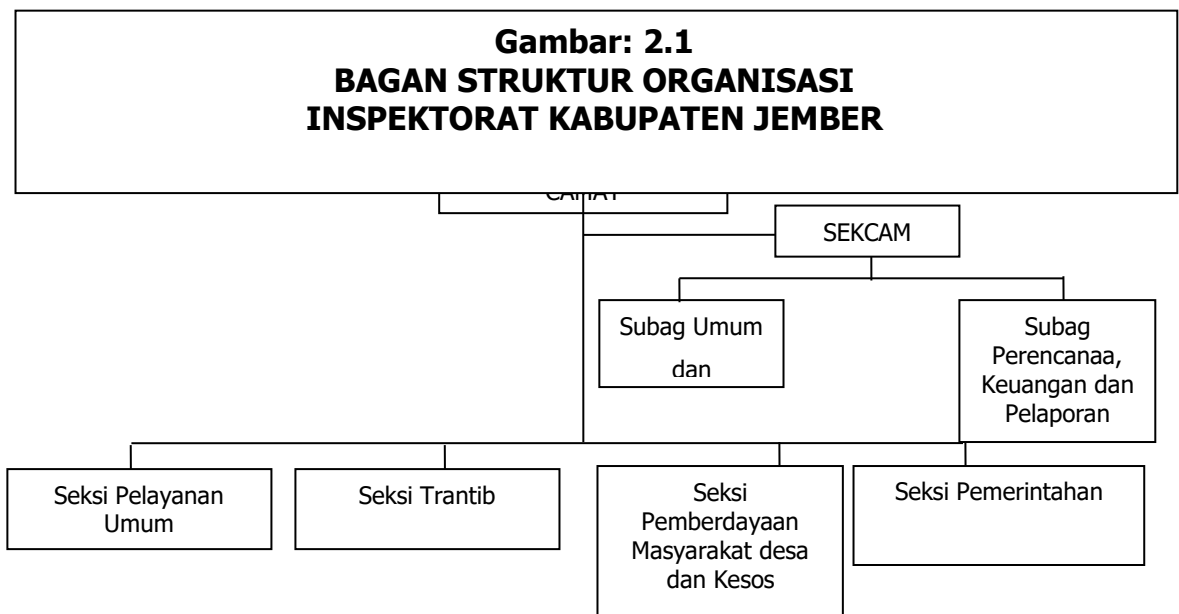 Gambar: 2.1
BAGAN STRUKTUR ORGANISASI
INSPEKTORAT KABUPATEN JEMBER
SEKCAM
Subag Umum
dan
Subag
Perencanaa,
Keuangan dan
Pelaporan
Seksi Pelayanan
Umum
Seksi Trantib
Seksi
Pemberdayaan
Masyarakat desa
dan Kesos
Seksi Pemerintahan